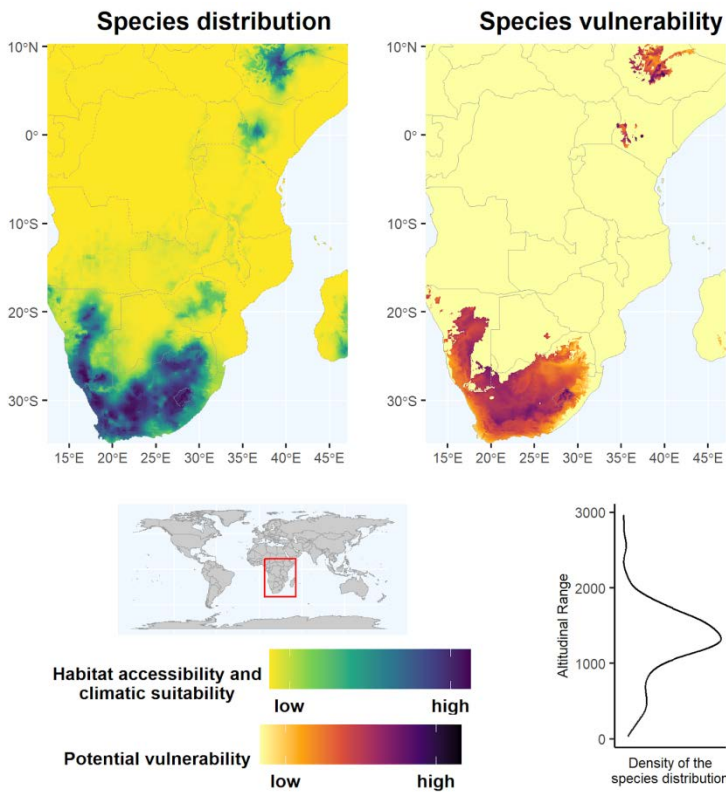 Species distribution
Species vulnerability
10°N
0°
10°S
20°S
30°S
15°E 20°E 25°E 30°E 35°E 40°E 45°E
10°N
0°
10°S
20°S
30°S
15°E 20°E 25°E 30°E 35°E 40°E 45°E
Habitat accessibility and
climatic suitability
low high
Potential vulnerability
low high
Altitudinal Range
3000
2000
1000
0
Density of the
species distribution